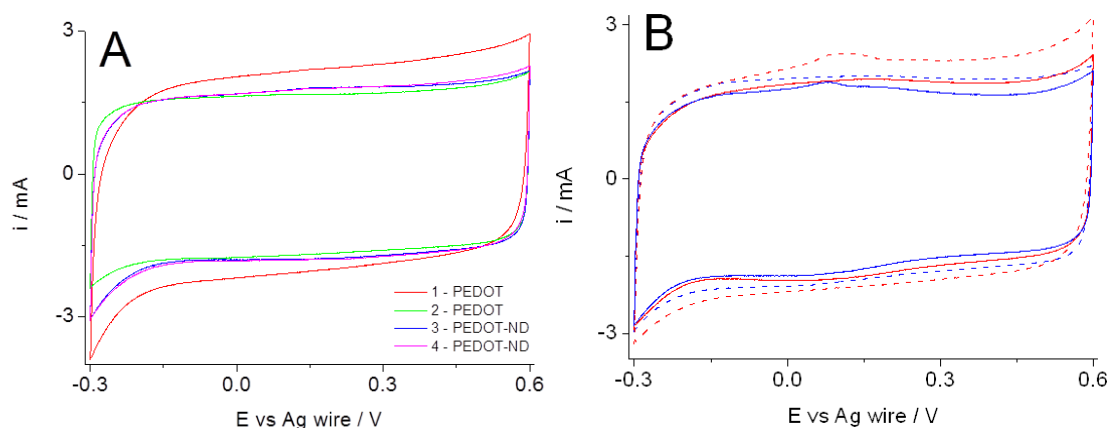 A
3
0
-3
i / mA
1 - PEDOT
2 - PEDOT
3 - PEDOT-ND
4 - PEDOT-ND
-0.3
0.0
0.3
0.6
E vs Ag wire / V
B
3
0
-3
i / mA
-0.3
0.0
0.3
0.6
E vs Ag wire / V